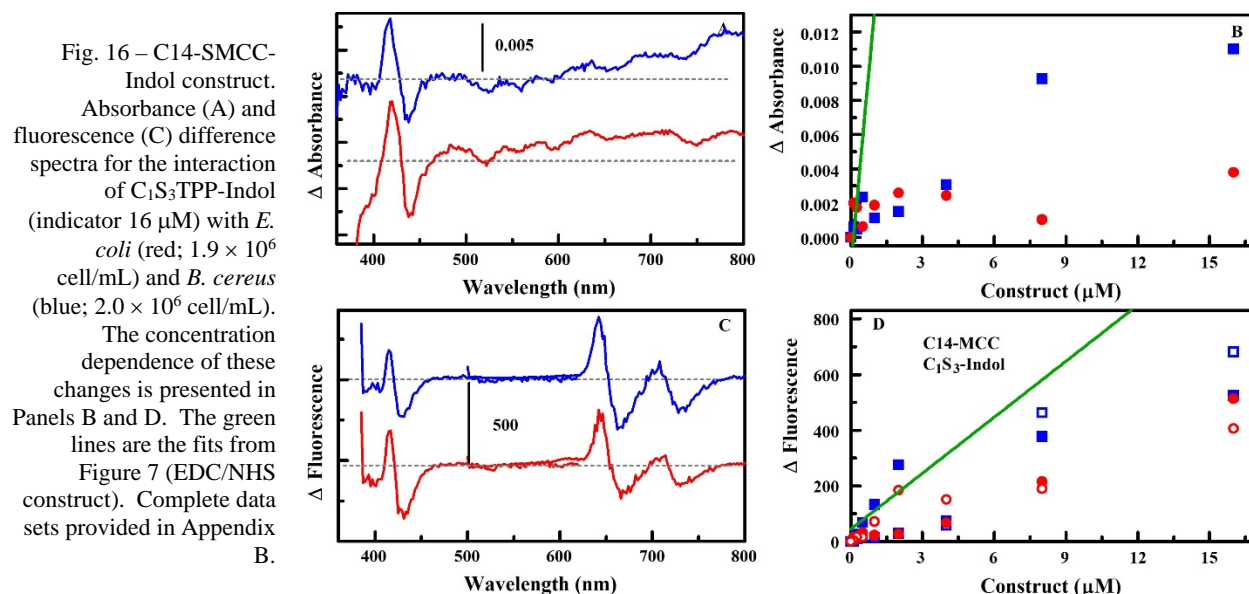 Fig. 16 – C14-SMCC-
Indol construct.
Absorbance (A) and
fluorescence (C) difference
spectra for the interaction
of C₁S₃TPP-Indol
(indicator 16 μM) with E.
coli (red; 1.9 × 10⁶
cell/mL) and B. cereus
(blue; 2.0 × 10⁶ cell/mL).
The concentration
dependence of these
changes is presented in
Panels B and D. The green
lines are the fits from
Figure 7 (EDC/NHS
construct). Complete data
sets provided in Appendix
B.
A
0.005
Δ Absorbance
400 500 600 700 800
Wavelength (nm)
B
0.012
0.010
0.008
0.006
0.004
0.002
0.000
Δ Absorbance
0 3 6 9 12 15
Construct (μM)
C
500
Δ Fluorescence
400 500 600 700 800
Wavelength (nm)
D
C14-MCC
C₁S₃-Indol
800
600
400
200
0
Δ Fluorescence
0 3 6 9 12 15
Construct (μM)